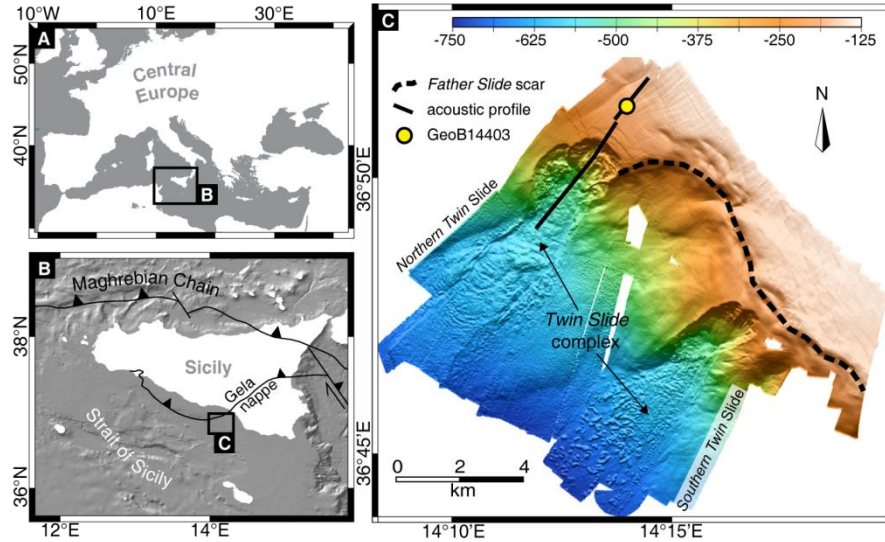 10°W
10°E
30°E
A
50°N
40°N
Central
Europe
B
B
Maghrebian Chain
38°N
36°N
Sicily
Gela
nappe
C
Strait of Sicily
12°E
14°E
C
-750
-625
-500
-375
-250
-125
Father Slide scar
acoustic profile
GeoB14403
N
36°50'E
36°45'E
Northern Twin Slide
Twin Slide
complex
Southern Twin Slide
0 2 4
km
14°10'E
14°15'E